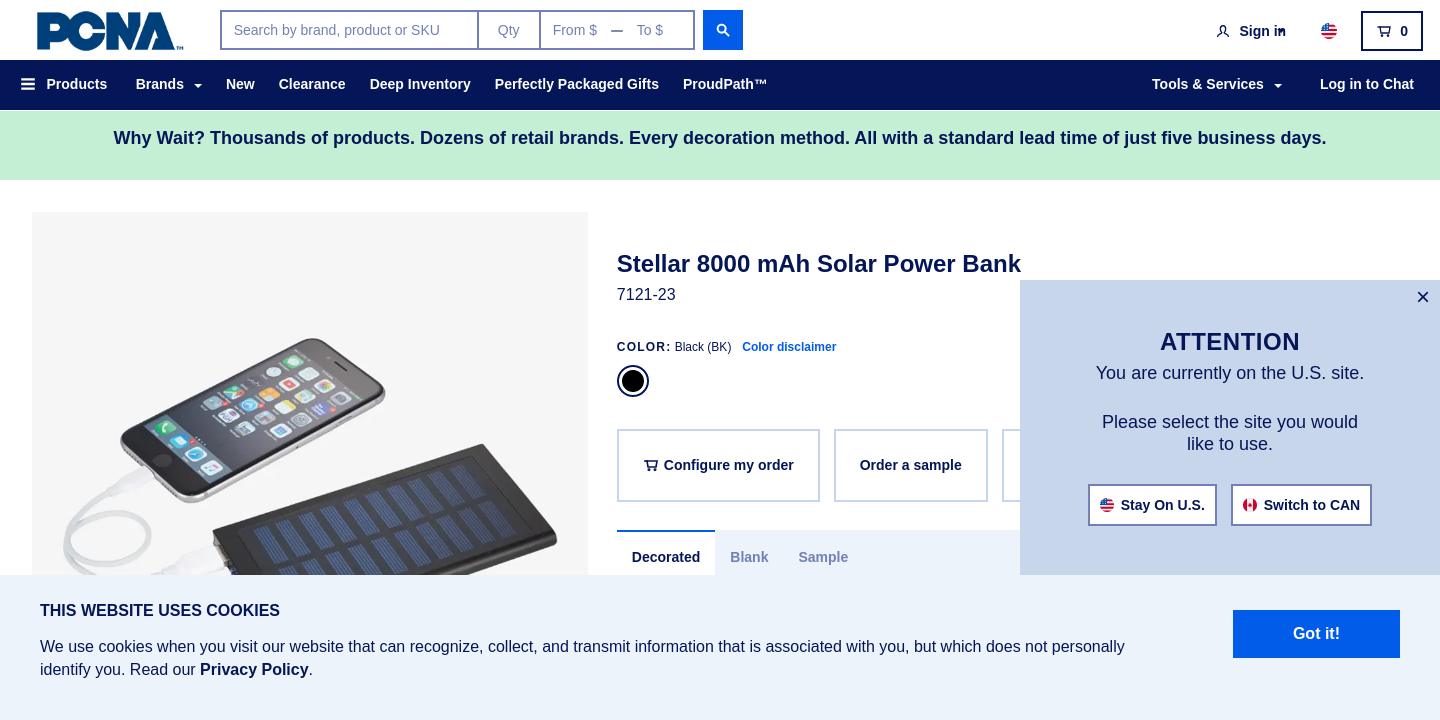 PCNA™
Search by brand, product or SKU
Qty
From $ — To $
Sign in
0
Products
Brands
New
Clearance
Deep Inventory
Perfectly Packaged Gifts
ProudPath™
Tools & Services
Log in to Chat
Why Wait? Thousands of products. Dozens of retail brands. Every decoration method. All with a standard lead time of just five business days.
Stellar 8000 mAh Solar Power Bank
7121-23
COLOR: Black (BK) Color disclaimer
Configure my order
Order a sample
Decorated
Blank
Sample
×
ATTENTION
You are currently on the U.S. site.
Please select the site you would
like to use.
Stay On U.S.
Switch to CAN
THIS WEBSITE USES COOKIES
We use cookies when you visit our website that can recognize, collect, and transmit information that is associated with you, but which does not personally
identify you. Read our Privacy Policy.
Got it!